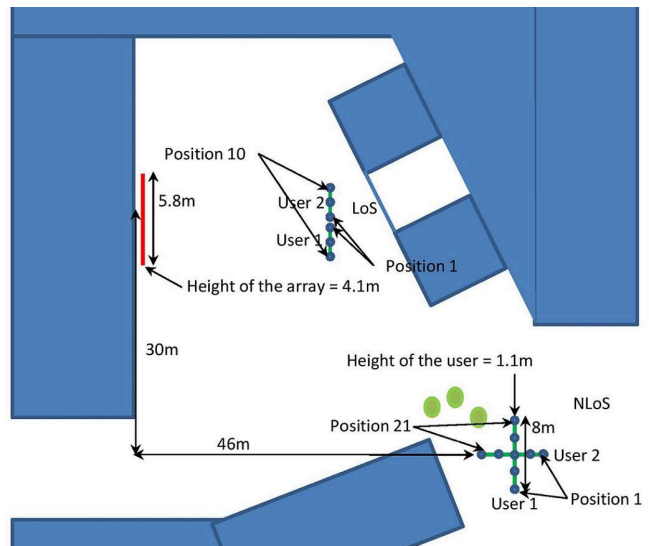 Position 10
5.8m
User 2
LoS
User 1
Position 1
Height of the array = 4.1m
30m
Height of the user = 1.1m
NLoS
Position 21
8m
46m
User 2
Position 1
User 1